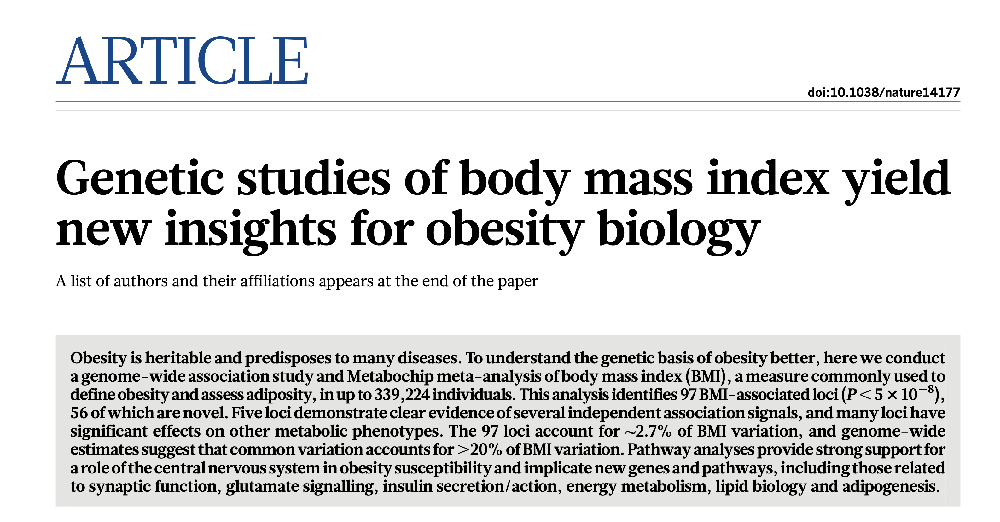 ARTICLE
doi:10.1038/nature14177
Genetic studies of body mass index yield
new insights for obesity biology
A list of authors and their affiliations appears at the end of the paper
Obesity is heritable and predisposes to many diseases. To understand the genetic basis of obesity better, here we conduct
a genome-wide association study and Metabochip meta-analysis of body mass index (BMI), a measure commonly used to
define obesity and assess adiposity, in up to 339,224 individuals. This analysis identifies 97 BMI-associated loci (P < 5 × 10⁻⁸),
56 of which are novel. Five loci demonstrate clear evidence of several independent association signals, and many loci have
significant effects on other metabolic phenotypes. The 97 loci account for ~2.7% of BMI variation, and genome-wide
estimates suggest that common variation accounts for >20% of BMI variation. Pathway analyses provide strong support for
a role of the central nervous system in obesity susceptibility and implicate new genes and pathways, including those related
to synaptic function, glutamate signalling, insulin secretion/action, energy metabolism, lipid biology and adipogenesis.